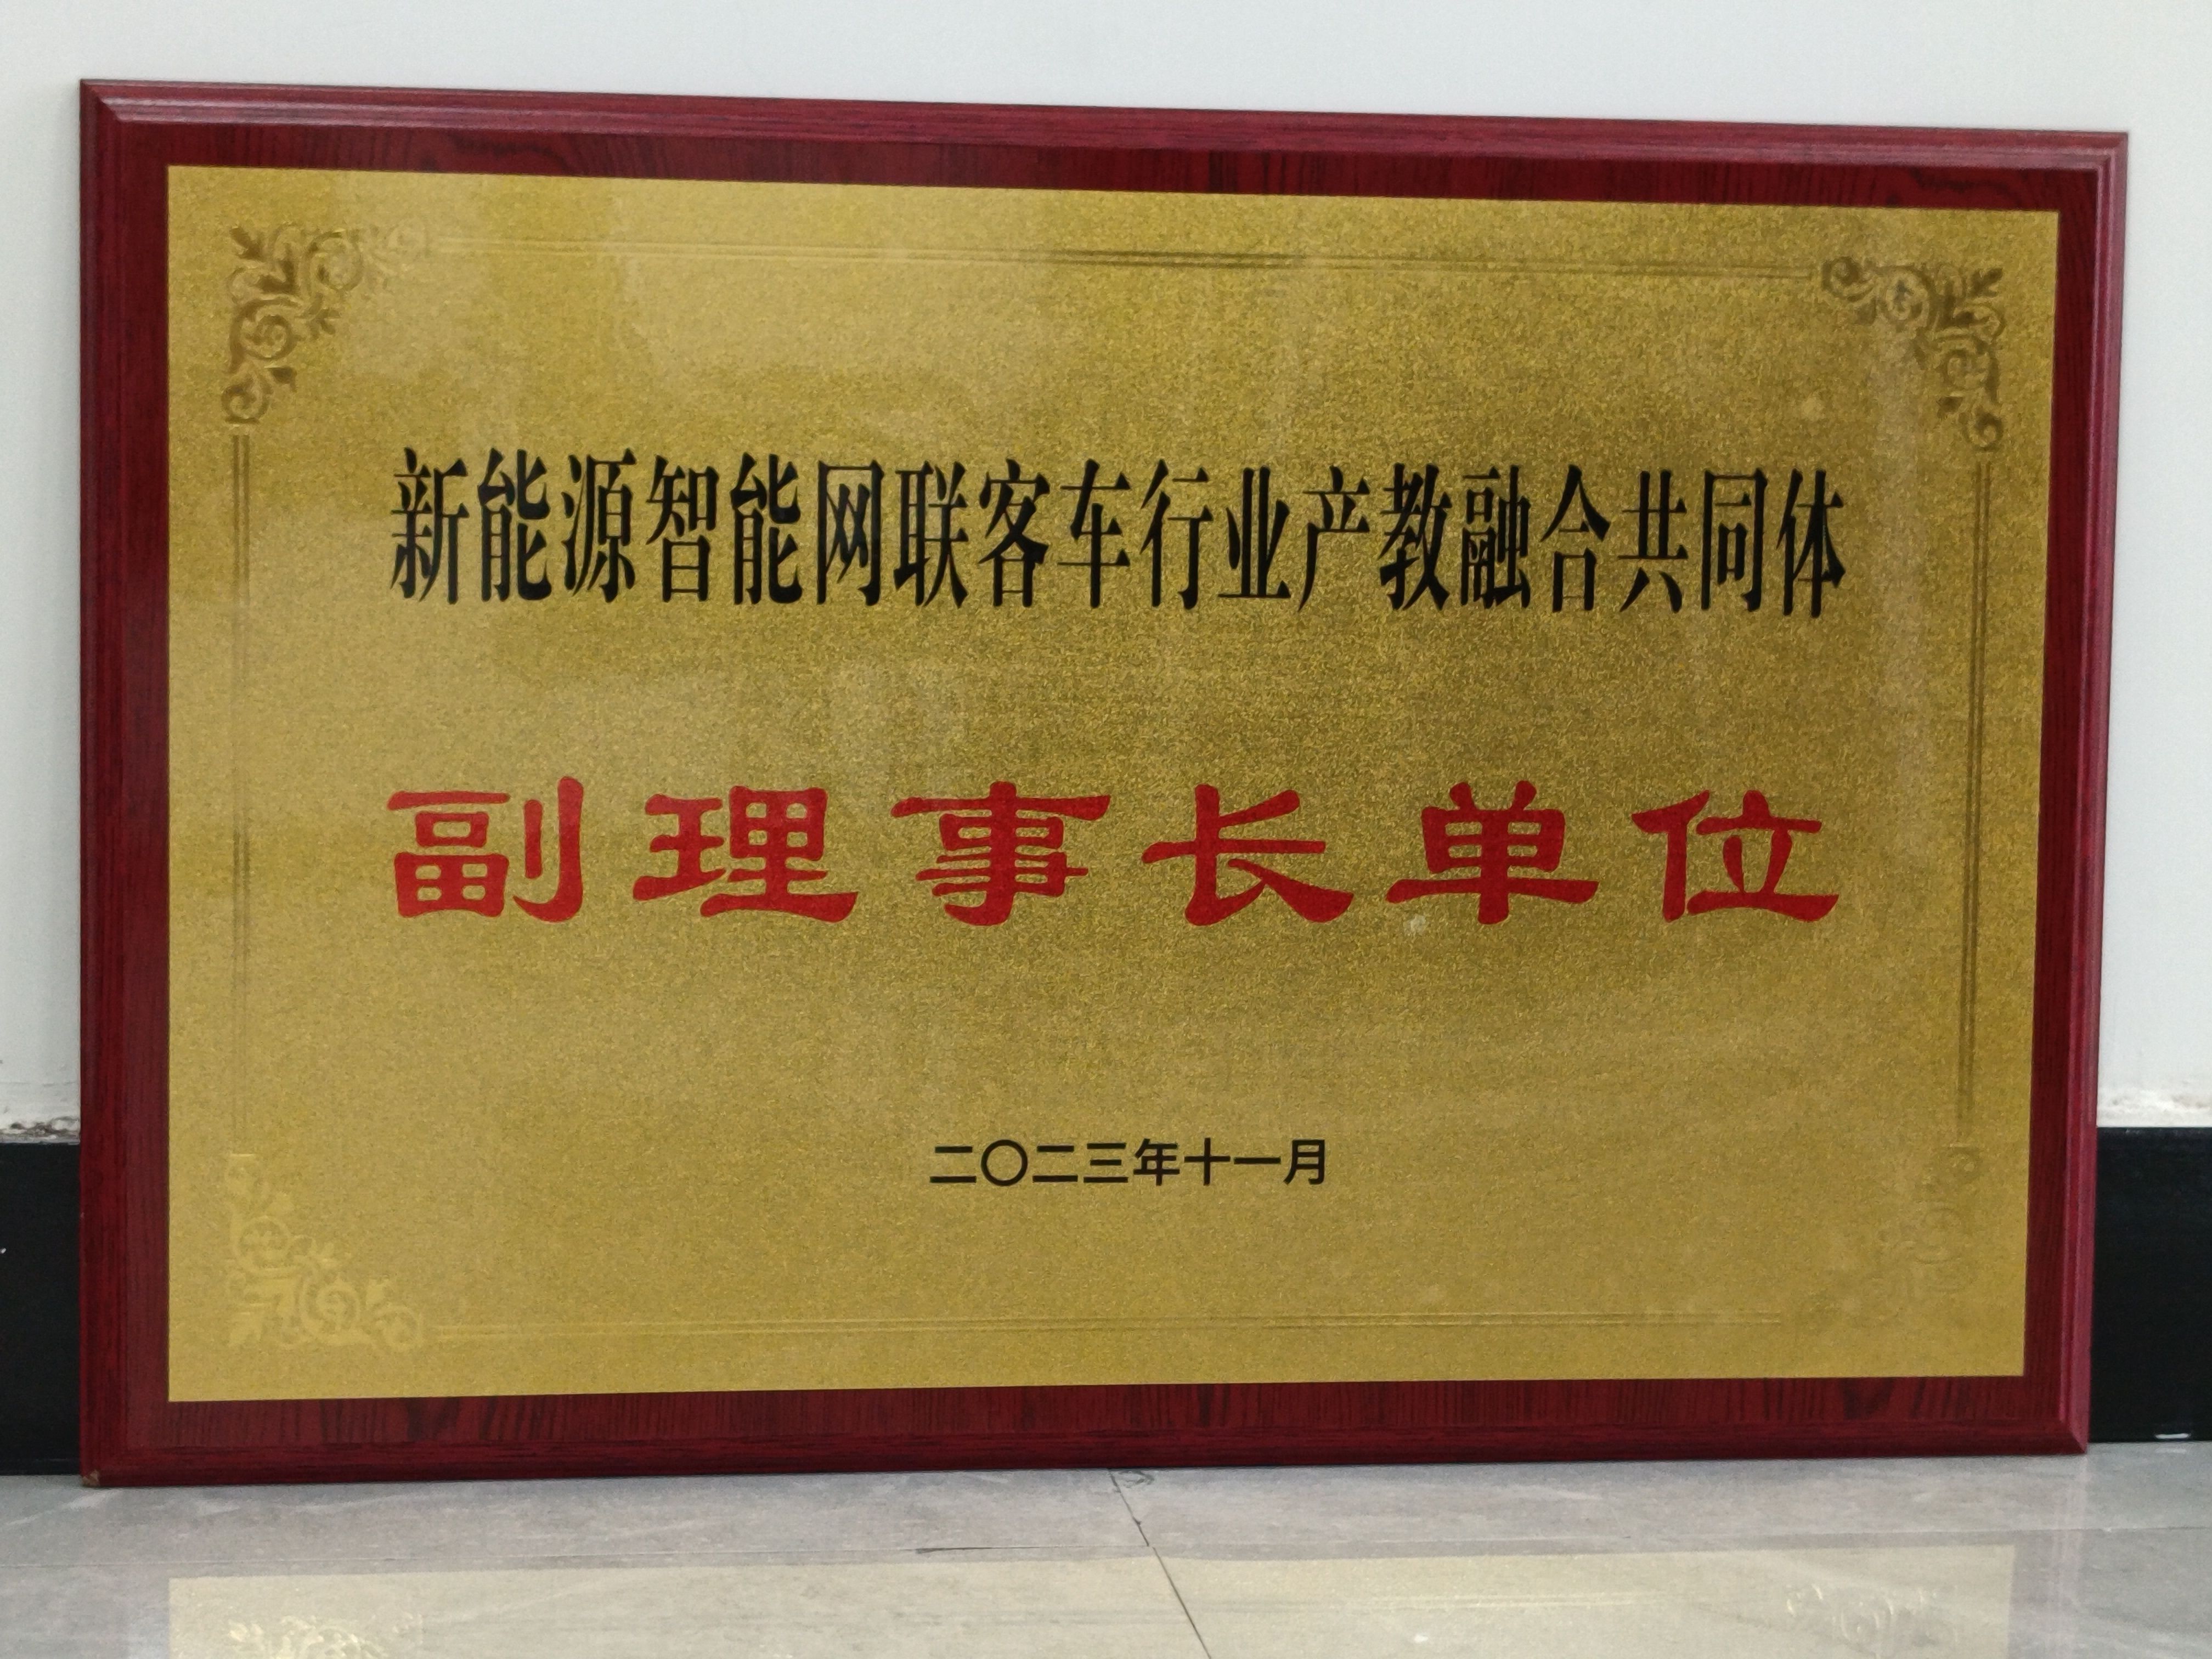 新能源智能网联客车行业产教融合共同体
副理事长单位
二〇二三年十一月